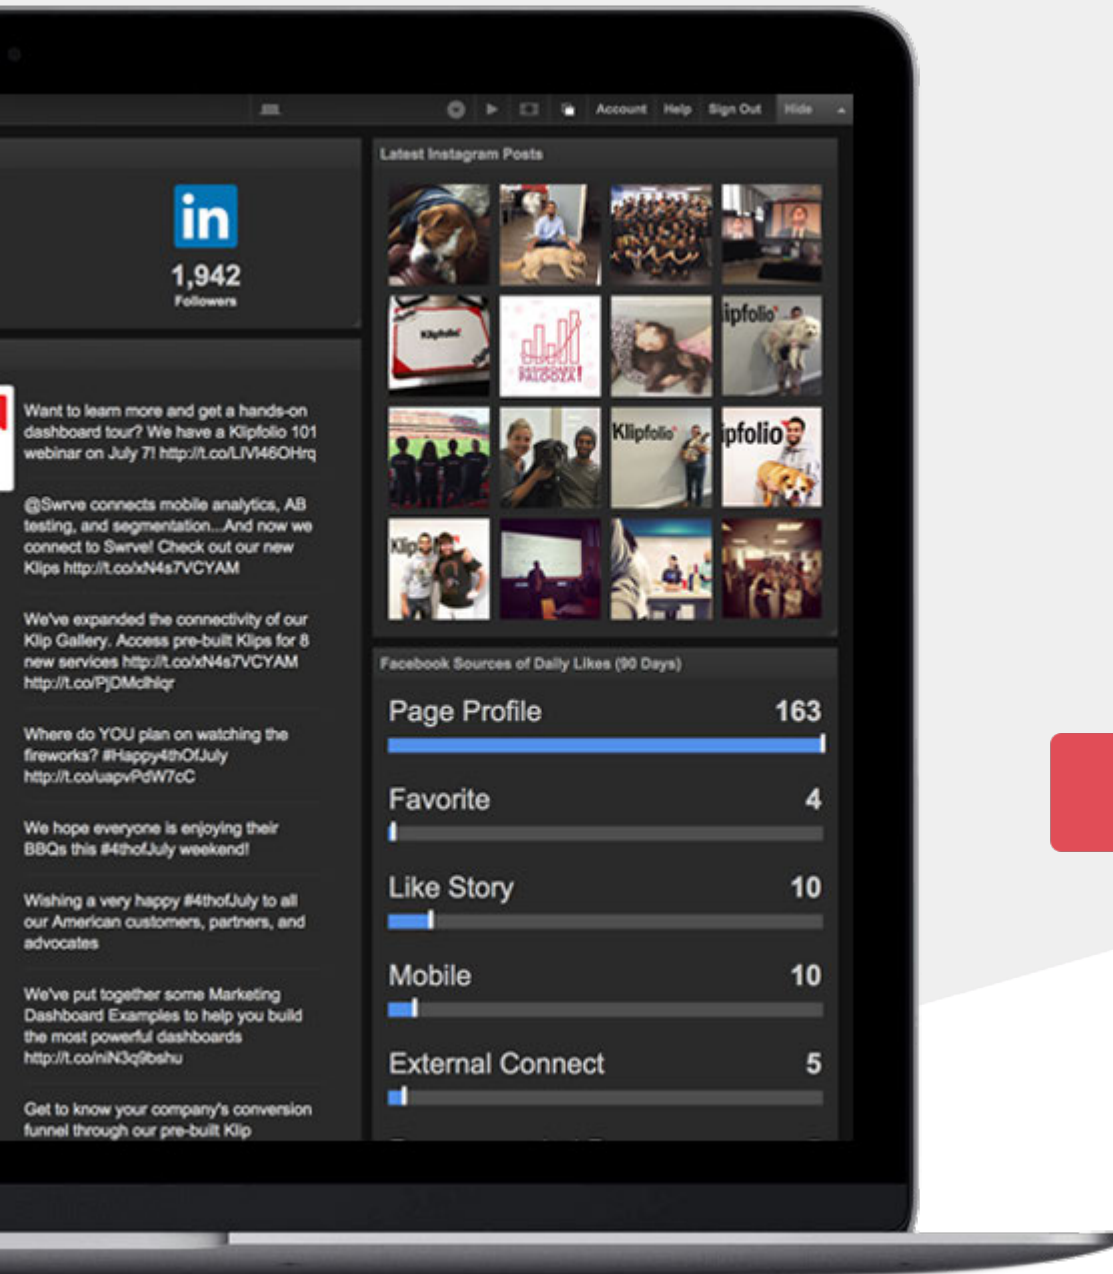 Account Help Sign Out Hide
in
1,942
Followers
Want to learn more and get a hands-on
dashboard tour? We have a Klipfolio 101
webinar on July 7! http://t.co/LIVI46OHrq
@Swrve connects mobile analytics, AB
testing, and segmentation...And now we
connect to Swrve! Check out our new
Klips http://t.co/xN4s7VCYAM
We've expanded the connectivity of our
Klip Gallery. Access pre-built Klips for 8
new services http://t.co/xN4s7VCYAM
http://t.co/PjDMclhlqr
Where do YOU plan on watching the
fireworks? #Happy4thOfJuly
http://t.co/uapvPdW7cC
We hope everyone is enjoying their
BBQs this #4thofJuly weekend!
Wishing a very happy #4thofJuly to all
our American customers, partners, and
advocates
We've put together some Marketing
Dashboard Examples to help you build
the most powerful dashboards
http://t.co/niN3q9bshu
Get to know your company's conversion
funnel through our pre-built Klip
Latest Instagram Posts
Klipfolio
DASHBOARD
PALOOZA!
lipfolio
Klipfolio
ipfolio
Klip
Facebook Sources of Daily Likes (90 Days)
Page Profile 163
Favorite 4
Like Story 10
Mobile 10
External Connect 5